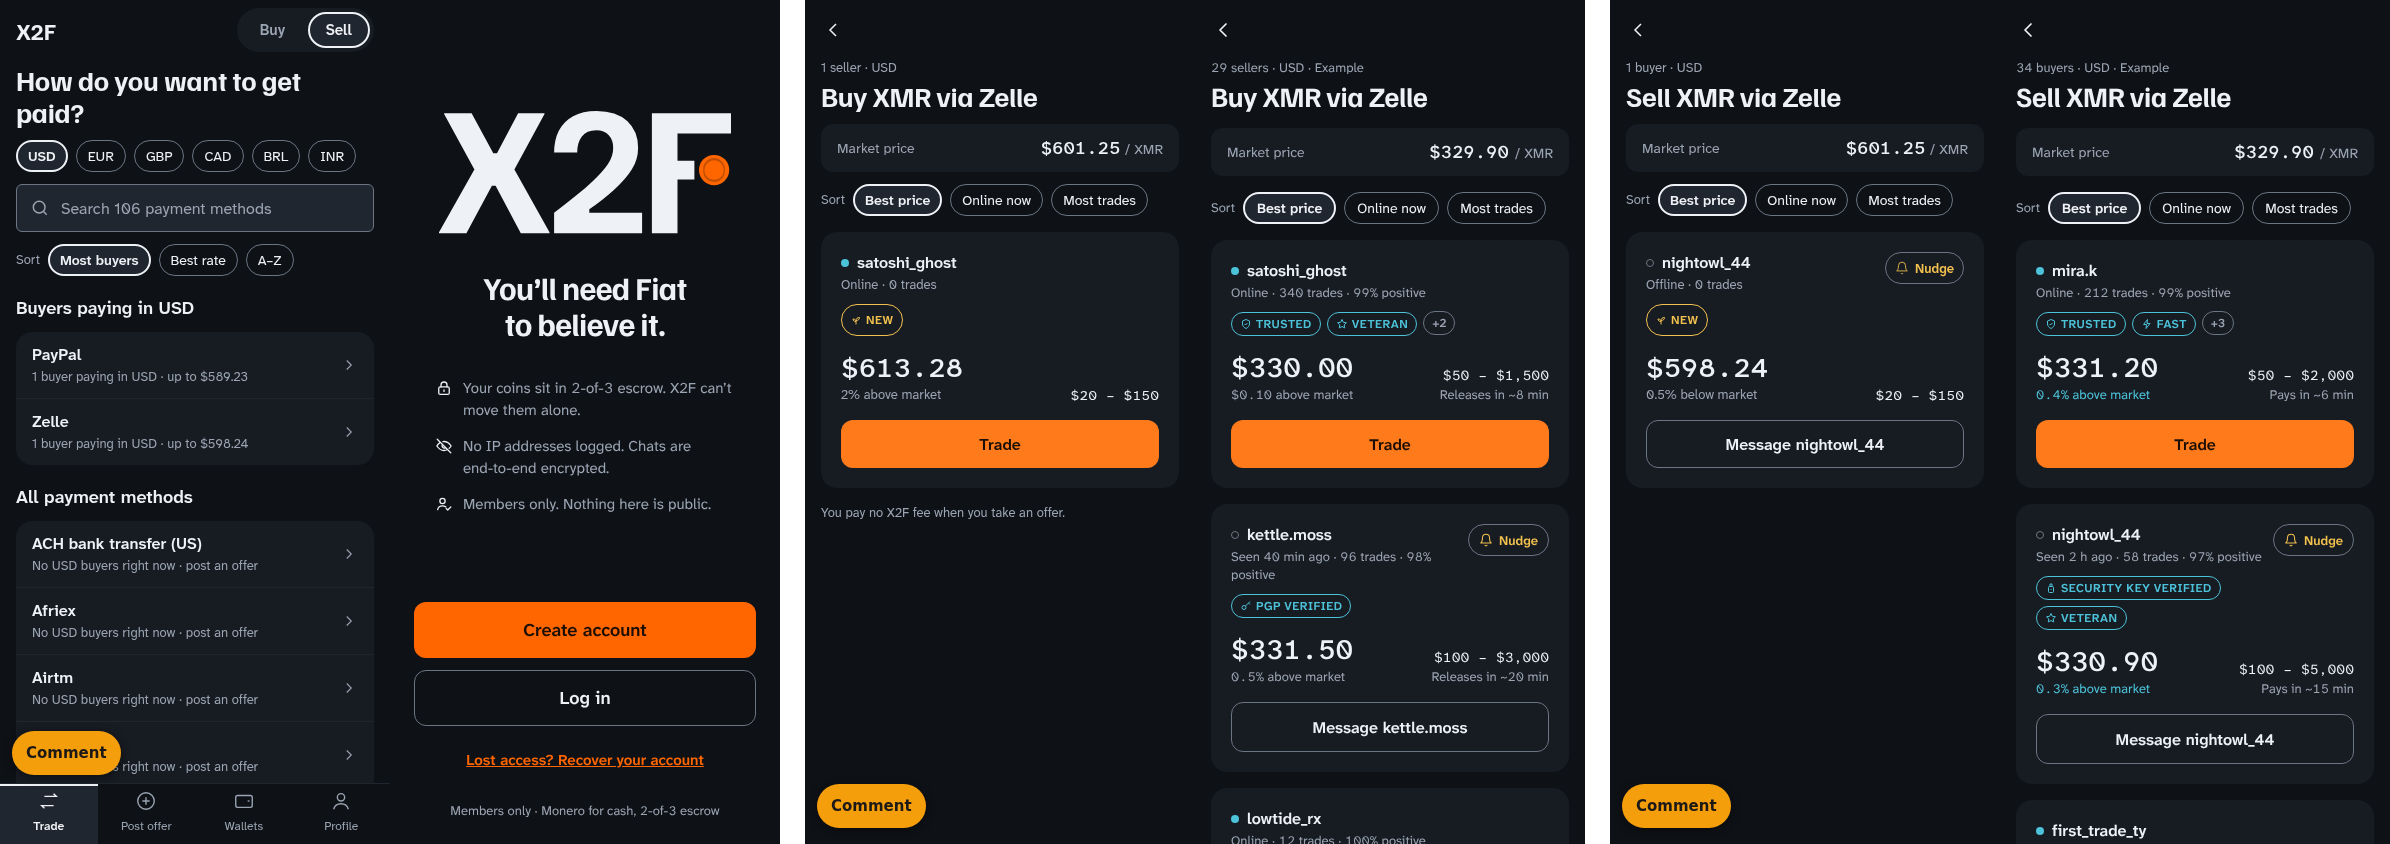 X2F
Buy
Sell
How do you want to get
paid?
USD
EUR
GBP
CAD
BRL
INR
Search 106 payment methods
Sort
Most buyers
Best rate
A–Z
Buyers paying in USD
PayPal
1 buyer paying in USD · up to $589.23
Zelle
1 buyer paying in USD · up to $598.24
All payment methods
ACH bank transfer (US)
No USD buyers right now · post an offer
Afriex
No USD buyers right now · post an offer
Airtm
No USD buyers right now · post an offer
right now · post an offer
Comment
Trade
Post offer
Wallets
Profile
X2F
You’ll need Fiat
to believe it.
Your coins sit in 2-of-3 escrow. X2F can’t
move them alone.
No IP addresses logged. Chats are
end-to-end encrypted.
Members only. Nothing here is public.
Create account
Log in
Lost access? Recover your account
Members only · Monero for cash, 2-of-3 escrow
1 seller · USD
Buy XMR via Zelle
Market price
$601.25 / XMR
Sort
Best price
Online now
Most trades
satoshi_ghost
Online · 0 trades
NEW
$613.28
2% above market
$20 – $150
Trade
You pay no X2F fee when you take an offer.
Comment
29 sellers · USD · Example
Buy XMR via Zelle
Market price
$329.90 / XMR
Sort
Best price
Online now
Most trades
satoshi_ghost
Online · 340 trades · 99% positive
TRUSTED
VETERAN
+2
$330.00
$0.10 above market
$50 – $1,500
Releases in ~8 min
Trade
kettle.moss
Nudge
Seen 40 min ago · 96 trades · 98%
positive
PGP VERIFIED
$331.50
0.5% above market
$100 – $3,000
Releases in ~20 min
Message kettle.moss
lowtide_rx
Online · 12 trades · 100% positive
1 buyer · USD
Sell XMR via Zelle
Market price
$601.25 / XMR
Sort
Best price
Online now
Most trades
nightowl_44
Nudge
Offline · 0 trades
NEW
$598.24
0.5% below market
$20 – $150
Message nightowl_44
Comment
34 buyers · USD · Example
Sell XMR via Zelle
Market price
$329.90 / XMR
Sort
Best price
Online now
Most trades
mira.k
Online · 212 trades · 99% positive
TRUSTED
FAST
+3
$331.20
0.4% above market
$50 – $2,000
Pays in ~6 min
Trade
nightowl_44
Nudge
Seen 2 h ago · 58 trades · 97% positive
SECURITY KEY VERIFIED
VETERAN
$330.90
0.3% above market
$100 – $5,000
Pays in ~15 min
Message nightowl_44
first_trade_ty